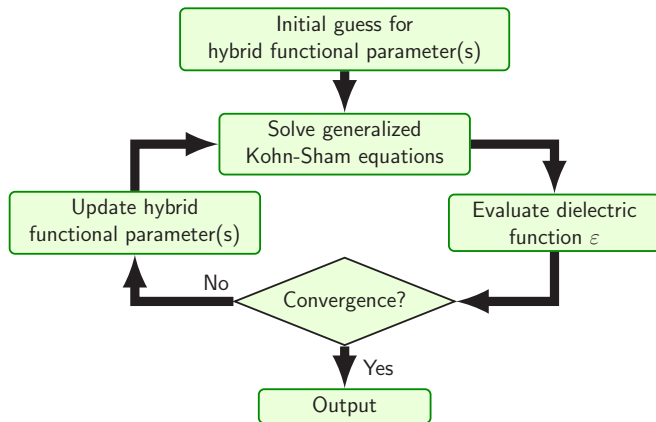 Initial guess for
hybrid functional parameter(s)
Solve generalized
Kohn-Sham equations
Update hybrid
functional parameter(s)
Evaluate dielectric
function ε
No
Convergence?
Yes
Output